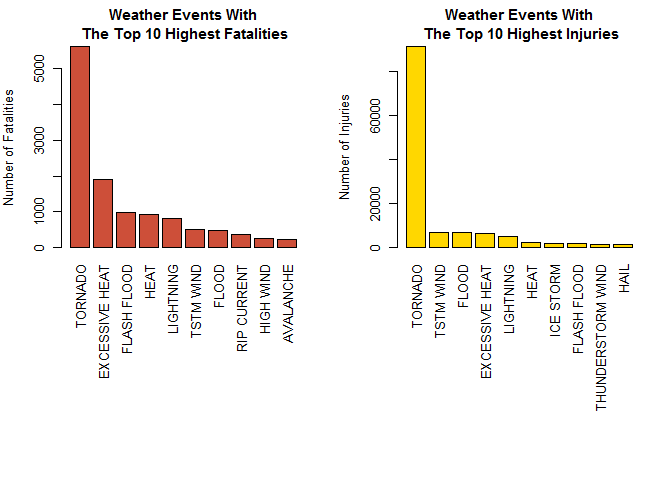 Weather Events With
The Top 10 Highest Fatalities
Number of Fatalities
0
1000
3000
5000
TORNADO
EXCESSIVE HEAT
FLASH FLOOD
HEAT
LIGHTNING
TSTM WIND
FLOOD
RIP CURRENT
HIGH WIND
AVALANCHE
Weather Events With
The Top 10 Highest Injuries
Number of Injuries
0
20000
60000
TORNADO
TSTM WIND
FLOOD
EXCESSIVE HEAT
LIGHTNING
HEAT
ICE STORM
FLASH FLOOD
THUNDERSTORM WIND
HAIL